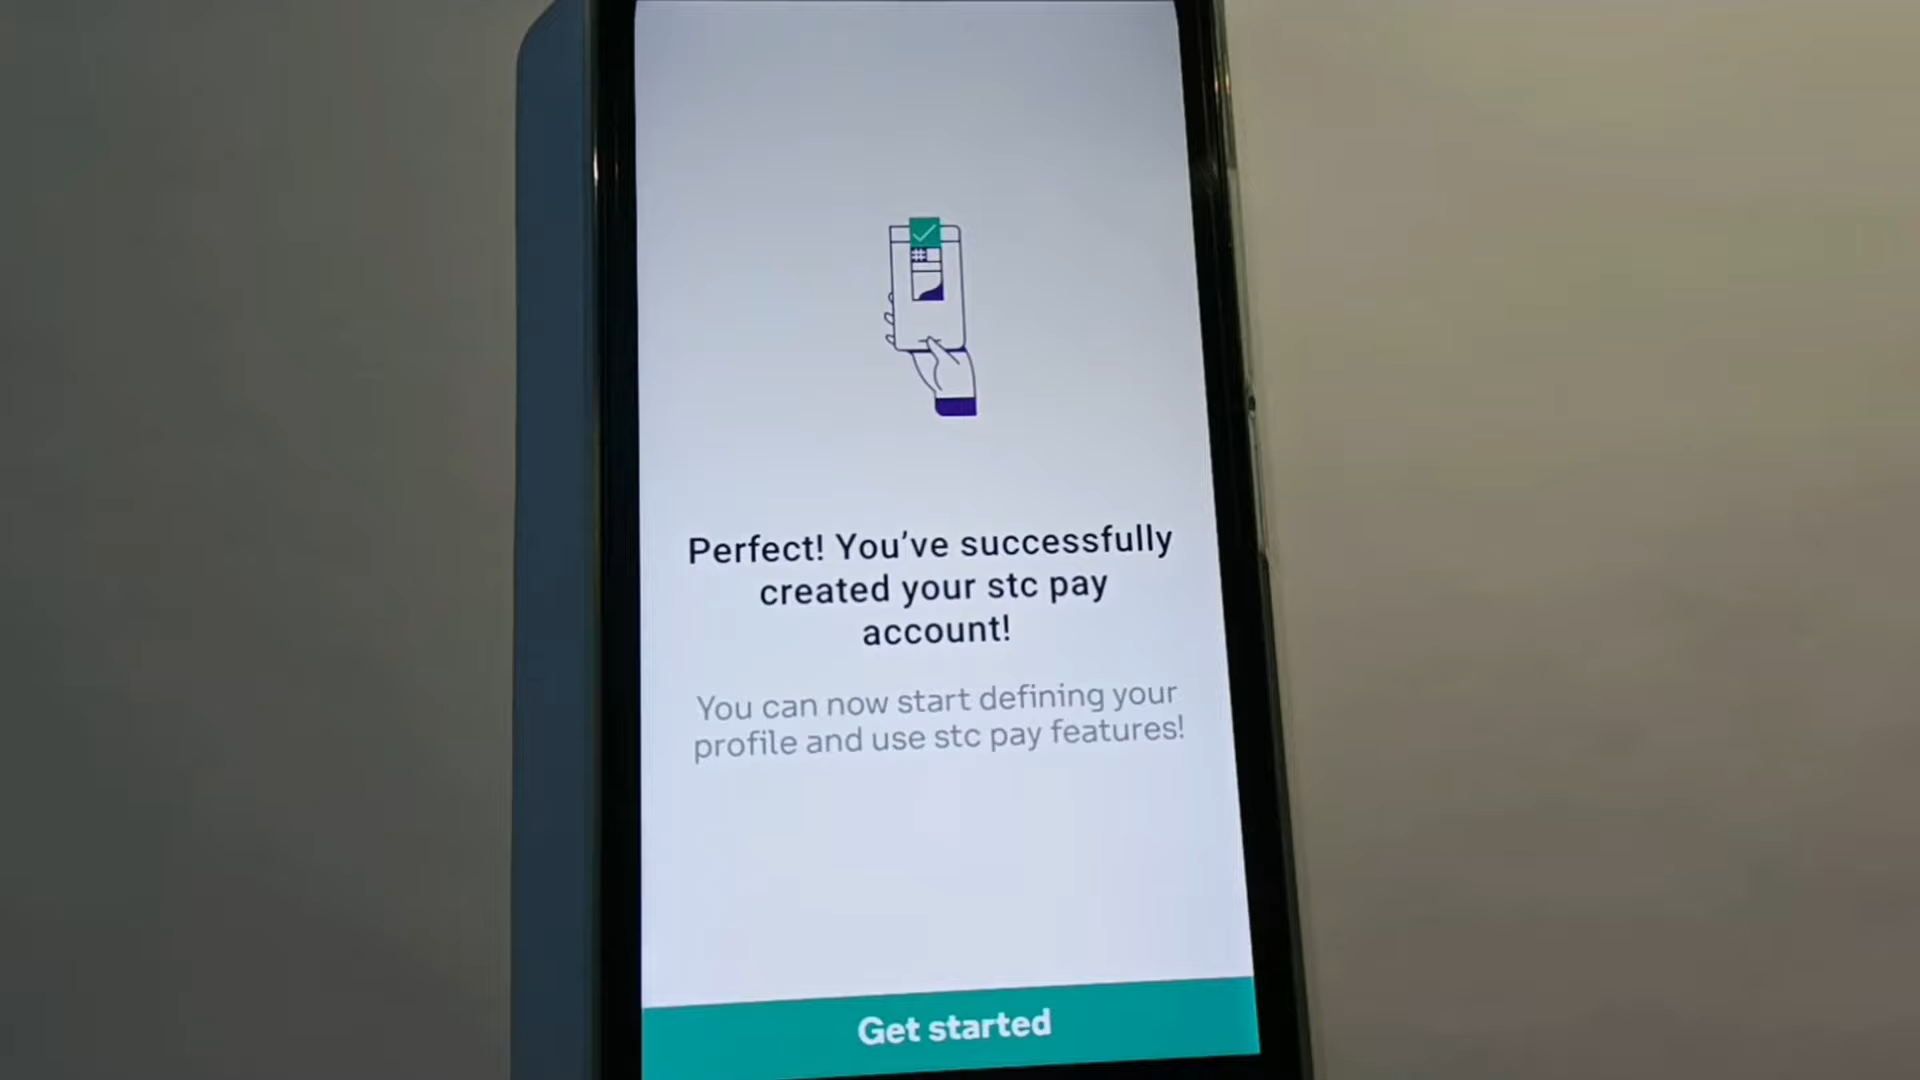 Perfect! You’ve successfully
created your stc pay
account!
You can now start defining your
profile and use stc pay features!
Get started